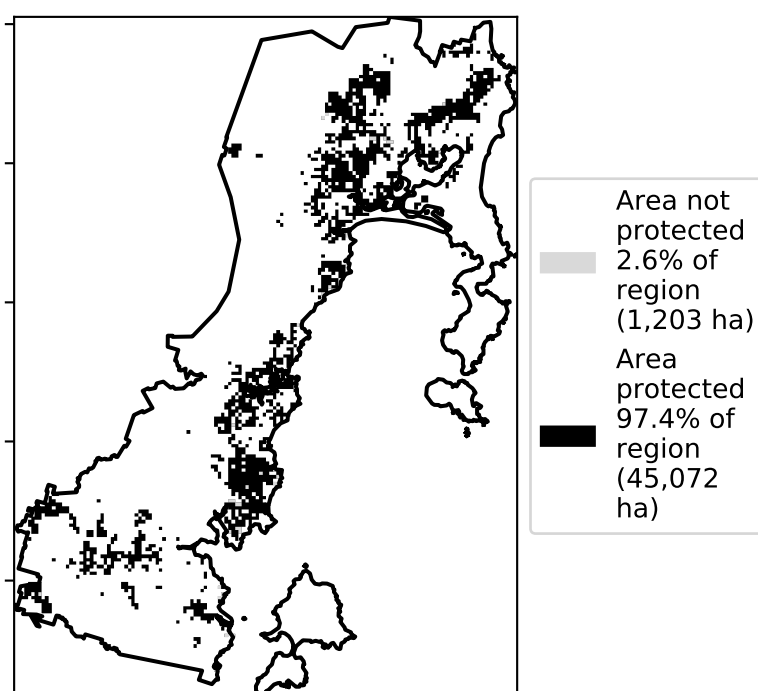 Area not
protected
2.6% of
region
(1,203 ha)
Area
protected
97.4% of
region
(45,072
ha)